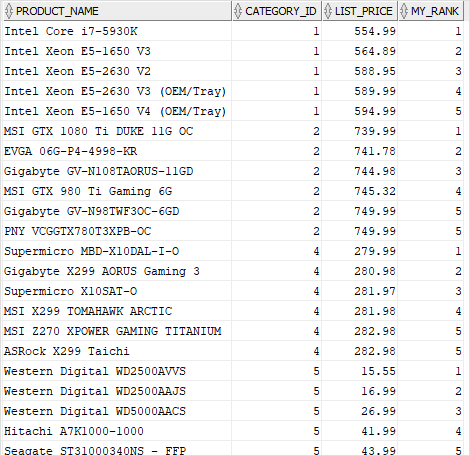 PRODUCT_NAME CATEGORY_ID LIST_PRICE MY_RANK
Intel Core i7-5930K 1 554.99 1
Intel Xeon E5-1650 V3 1 564.89 2
Intel Xeon E5-2630 V2 1 588.95 3
Intel Xeon E5-2630 V3 (OEM/Tray) 1 589.99 4
Intel Xeon E5-1650 V4 (OEM/Tray) 1 594.99 5
MSI GTX 1080 Ti DUKE 11G OC 2 739.99 1
EVGA 06G-P4-4998-KR 2 741.78 2
Gigabyte GV-N108TAORUS-11GD 2 744.98 3
MSI GTX 980 Ti Gaming 6G 2 745.32 4
Gigabyte GV-N98TWF3OC-6GD 2 749.99 5
PNY VCGGTX780T3XPB-OC 2 749.99 5
Supermicro MBD-X10DAL-I-O 4 279.99 1
Gigabyte X299 AORUS Gaming 3 4 280.98 2
Supermicro X10SAT-O 4 281.97 3
MSI X299 TOMAHAWK ARCTIC 4 281.98 4
MSI Z270 XPOWER GAMING TITANIUM 4 282.98 5
ASRock X299 Taichi 4 282.98 5
Western Digital WD2500AVVS 5 15.55 1
Western Digital WD2500AAJS 5 16.99 2
Western Digital WD5000AACS 5 26.99 3
Hitachi A7K1000-1000 5 41.99 4
Seagate ST31000340NS - FFP 5 43.99 5